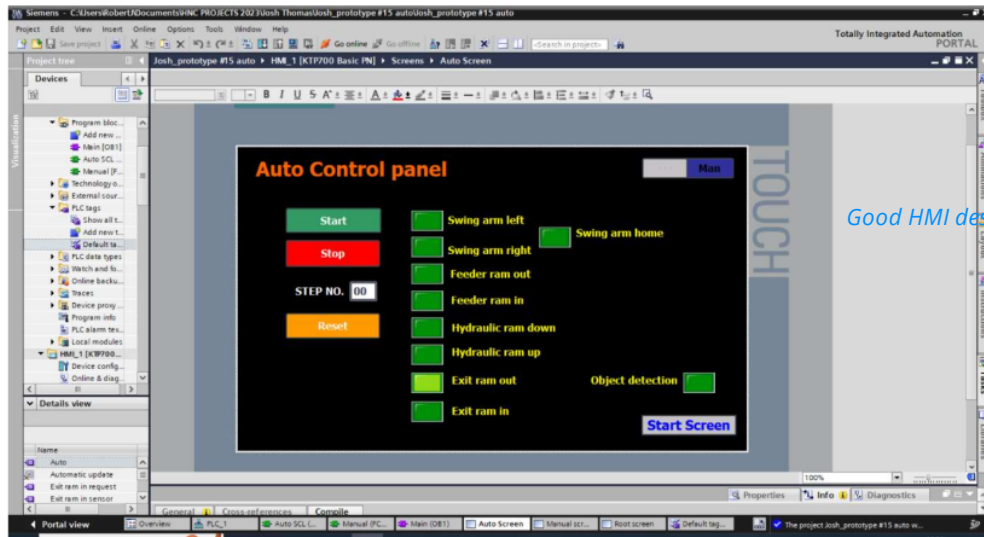 Siemens - C:\Users\Robert\Documents\HNC PROJECTS 2023\Josh Thomas\Josh_prototype #15 auto\Josh_prototype #15 auto
Project Edit View Insert Online Options Tools Window Help
Totally Integrated Automation
PORTAL
Save project
Go online
Go offline
<Search in project>
Project tree
Josh_prototype #15 auto ▸ HMI_1 [KTP700 Basic PN] ▸ Screens ▸ Auto Screen
Devices
B I U S A
Visualization
Program bloc...
Add new ...
Main [OB1]
Auto SCL ...
Manual [F...
Technology o...
External sour...
PLC tags
Show all t...
Add new t...
Default ta...
PLC data types
Watch and fo...
Online backu...
Traces
Device proxy ...
Program info
PLC alarm tex...
Local modules
HMI_1 [KTP700...
Device config...
Online & diag...
Details view
Name
Auto
Automatic update
Exit ram in request
Exit ram in sensor
Auto Control panel
Man
TOUCH
Start
Stop
STEP NO. 00
Reset
Swing arm left
Swing arm home
Swing arm right
Feeder ram out
Feeder ram in
Hydraulic ram down
Hydraulic ram up
Exit ram out
Object detection
Exit ram in
Start Screen
Good HMI des
100%
Properties
Info
Diagnostics
General
Cross-references
Compile
Portal view
Overview
PLC_1
Auto SCL (...
Manual (FC...
Main (OB1)
Auto Screen
Manual scr...
Root screen
Default tag...
The project Josh_prototype #15 auto w...